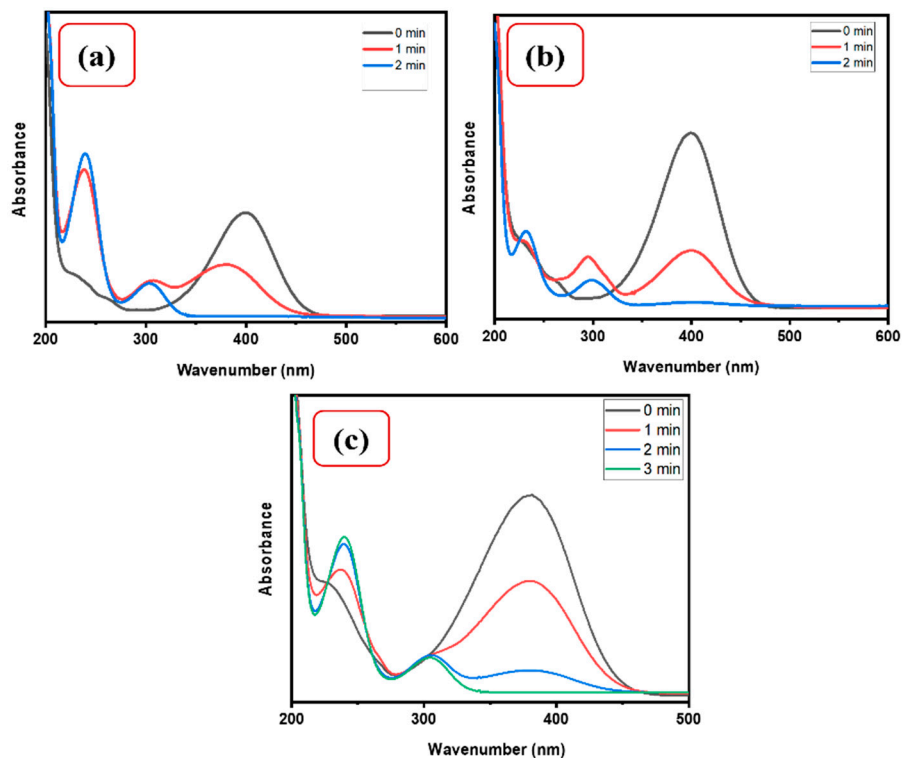 (a)
0 min
1 min
2 min
Absorbance
200 300 400 500 600
Wavenumber (nm)
(b)
0 min
1 min
2 min
Absorbance
200 300 400 500 600
Wavenumber (nm)
(c)
0 min
1 min
2 min
3 min
Absorbance
200 300 400 500
Wavenumber (nm)